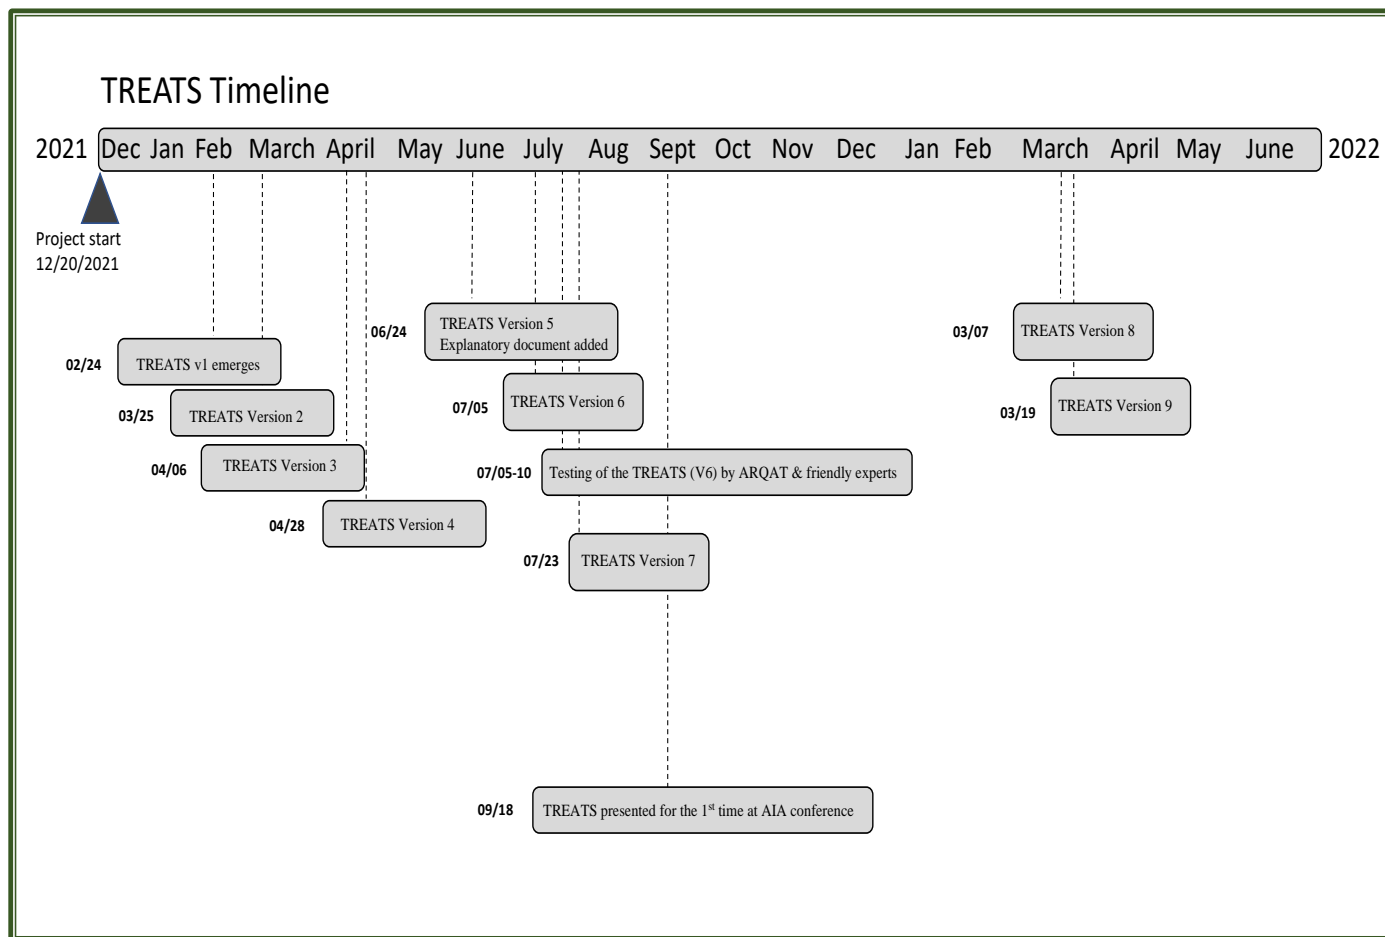 TREATS Timeline
2021 Dec Jan Feb March April May June July Aug Sept Oct Nov Dec Jan Feb March April May June 2022
Project start
12/20/2021
02/24 TREATS v1 emerges
03/25 TREATS Version 2
04/06 TREATS Version 3
04/28 TREATS Version 4
06/24 TREATS Version 5
Explanatory document added
07/05 TREATS Version 6
07/05-10 Testing of the TREATS (V6) by ARQAT & friendly experts
07/23 TREATS Version 7
09/18 TREATS presented for the 1st time at AIA conference
03/07 TREATS Version 8
03/19 TREATS Version 9